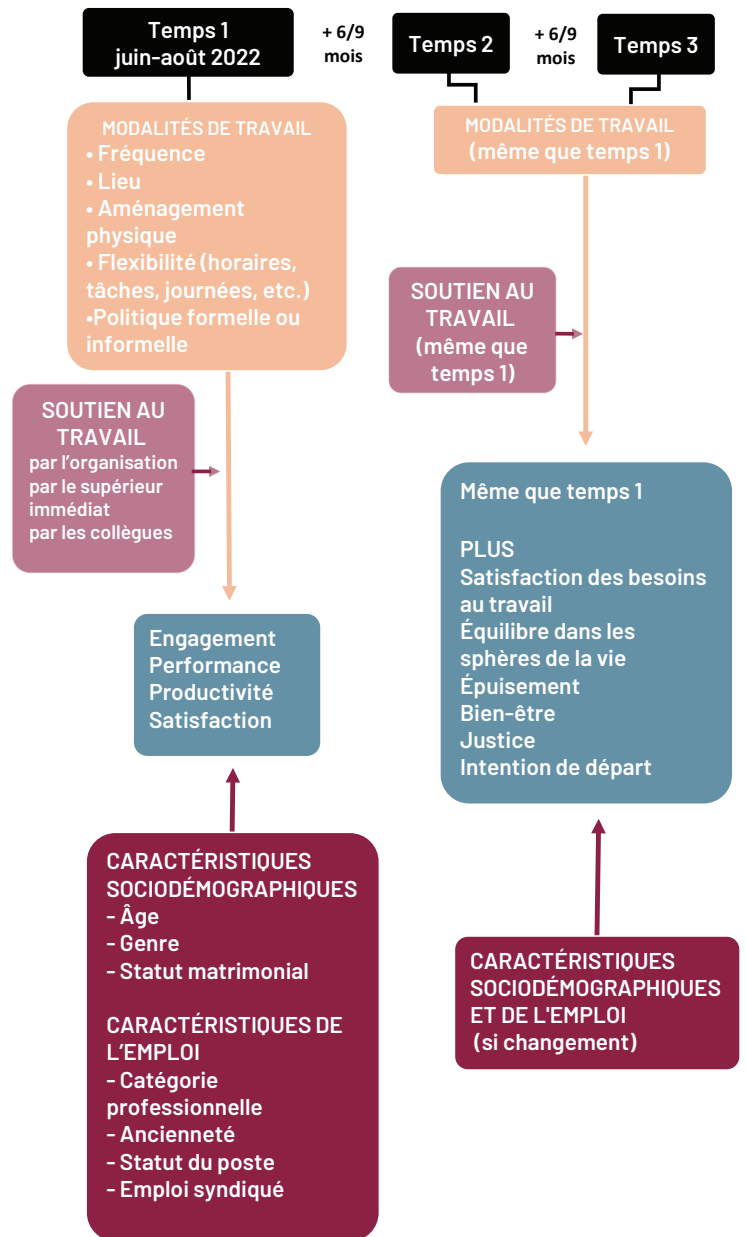 Temps 1
juin-août 2022
+ 6/9
mois
Temps 2
+ 6/9
mois
Temps 3
MODALITÉS DE TRAVAIL
• Fréquence
• Lieu
• Aménagement
physique
• Flexibilité (horaires,
tâches, journées, etc.)
•Politique formelle ou
informelle
SOUTIEN AU
TRAVAIL
par l'organisation
par le supérieur
immédiat
par les collègues
Engagement
Performance
Productivité
Satisfaction
CARACTÉRISTIQUES
SOCIODÉMOGRAPHIQUES
- Âge
- Genre
- Statut matrimonial
CARACTÉRISTIQUES DE
L'EMPLOI
- Catégorie
professionnelle
- Ancienneté
- Statut du poste
- Emploi syndiqué
MODALITÉS DE TRAVAIL
(même que temps 1)
SOUTIEN AU
TRAVAIL
(même que
temps 1)
Même que temps 1
PLUS
Satisfaction des besoins
au travail
Équilibre dans les
sphères de la vie
Épuisement
Bien-être
Justice
Intention de départ
CARACTÉRISTIQUES
SOCIODÉMOGRAPHIQUES
ET DE L'EMPLOI
(si changement)